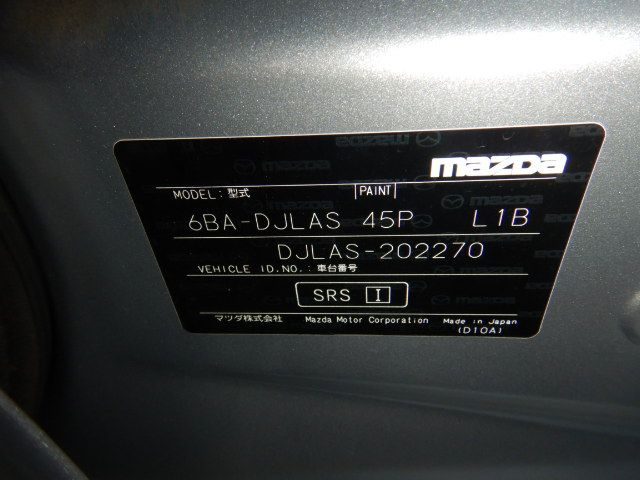 mazda
MODEL: 型式 PAINT
6BA-DJLAS 45P L1B
DJLAS-202270
VEHICLE ID.NO.: 車台番号
SRS I
マツダ株式会社 Mazda Motor Corporation Made in Japan
(D10A)